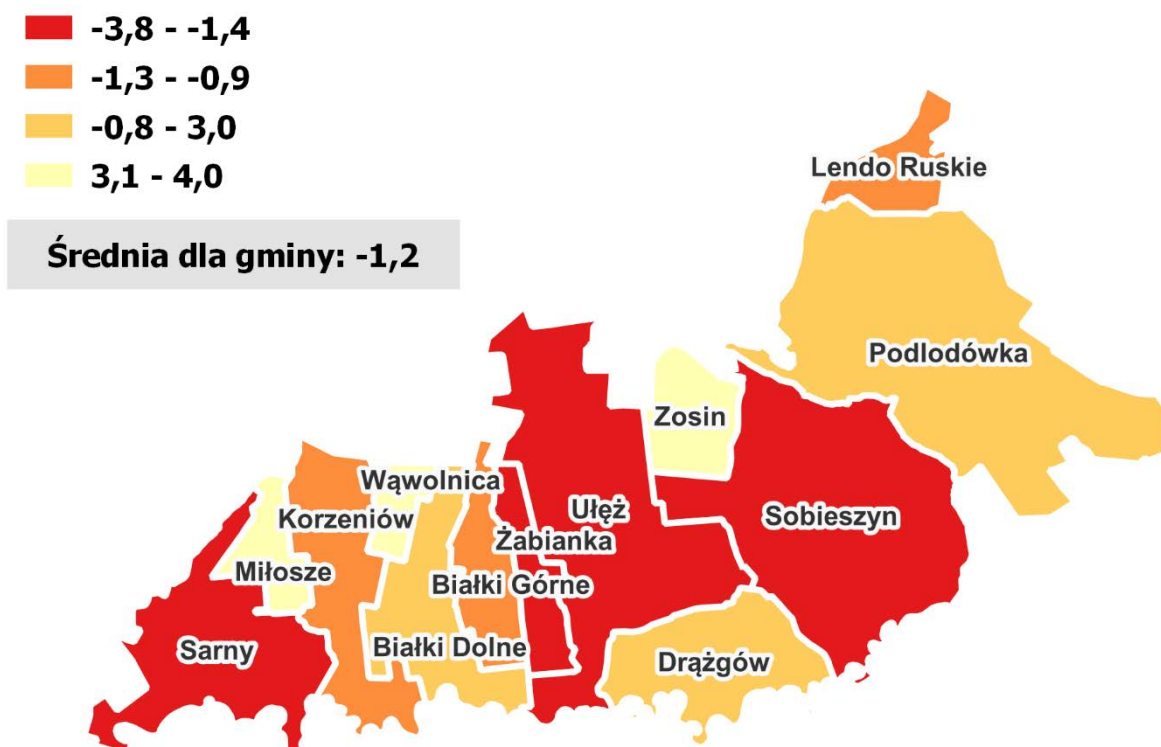 -3,8 - -1,4
-1,3 - -0,9
-0,8 - 3,0
3,1 - 4,0
Średnia dla gminy: -1,2
Lendo Ruskie
Podlodówka
Zosin
Wąwolnica
Korzeniów
Ułęż
Sobieszyn
Żabianka
Miłosze
Białki Górne
Sarny
Białki Dolne
Drążgów